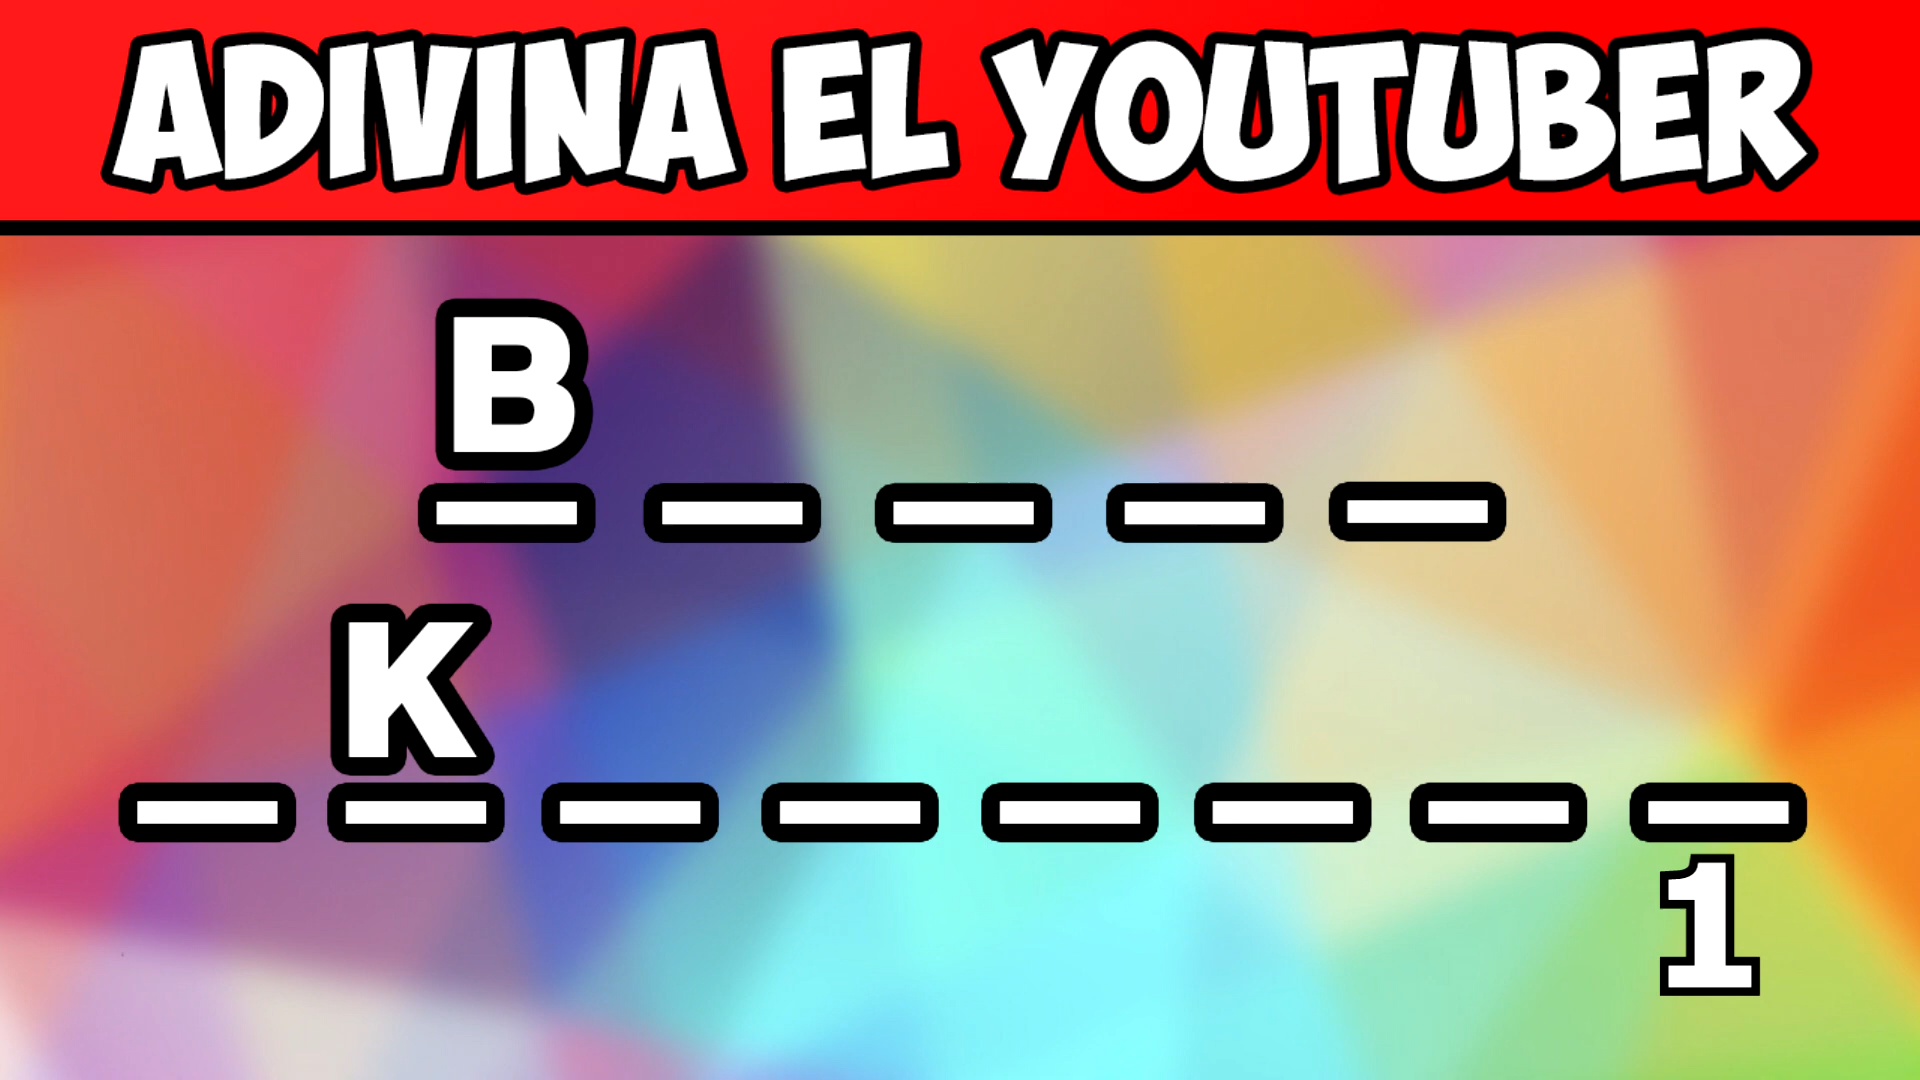 ADIVINA EL YOUTUBER
B _ _ _ _
_ K _ _ _ _ _ _
1